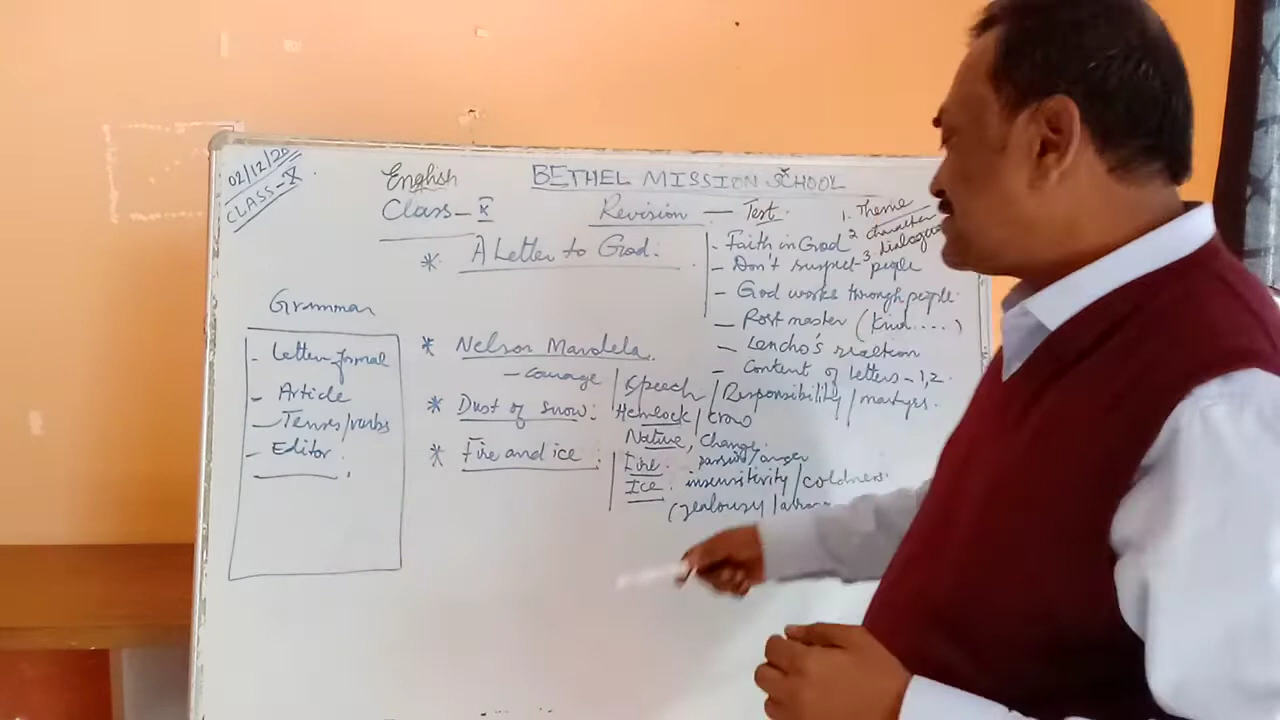 02/12/20
CLASS-X
English
BETHEL MISSION SCHOOL
Class - X
Revision — Test.
1. Theme
2 character
3 dialogue
* A Letter to God.
- Faith in God
- Don't suspect people
- God works through people.
- Post master (Kind....)
- Lencho's reaction
- Content of letters - 1,2.
* Nelson Mandela.
- courage / Speech / Responsibility / martyrs.
* Dust of snow: Hemlock / Crow
Nature, Change.
* Fire and ice:
Fire. /anger
Ice. insensitivity / coldness.
(jealousy /
Grammar
- Letter formal
- Article
- Tenses/verbs
- Editor.